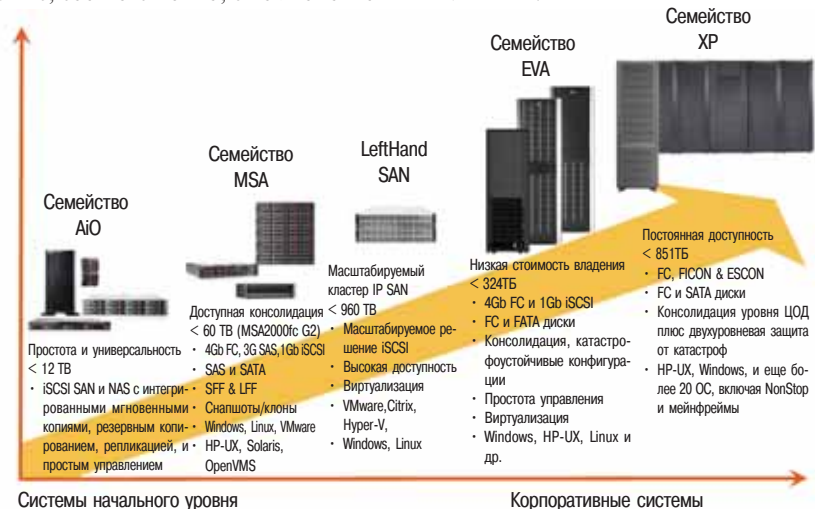 Семейство
AiO
Простота и универсальность
< 12 ТВ
· iSCSI SAN и NAS с интегри-
рованными мгновенными
копиями, резервным копи-
рованием, репликацией, и
простым управлением
Семейство
MSA
Доступная консолидация
< 60 TB (MSA2000fc G2)
· 4Gb FC, 3G SAS,1Gb iSCSI
· SAS и SATA
· SFF & LFF
· Снапшоты/клоны
· Windows, Linux, VMware
· HP-UX, Solaris,
OpenVMS
LeftHand
SAN
Масштабируемый
кластер IP SAN
< 960 TB
· Масштабируемое ре-
шение iSCSI
· Высокая доступность
· Виртуализация
· VMware,Citrix,
Hyper-V,
· Windows, Linux
Семейство
EVA
Низкая стоимость владения
< 324ТБ
· 4Gb FC и 1Gb iSCSI
· FC и FATA диски
· Консолидация, катастро-
фоустойчивые конфигура-
ции
· Простота управления
· Виртуализация
· Windows, HP-UX, Linux и
др.
Семейство
XP
Постоянная доступность
< 851ТБ
· FC, FICON & ESCON
· FC и SATA диски
· Консолидация уровня ЦОД
плюс двухуровневая защита
от катастроф
· HP-UX, Windows, и еще бо-
лее 20 ОС, включая NonStop
и мейнфреймы
Системы начального уровня
Корпоративные системы